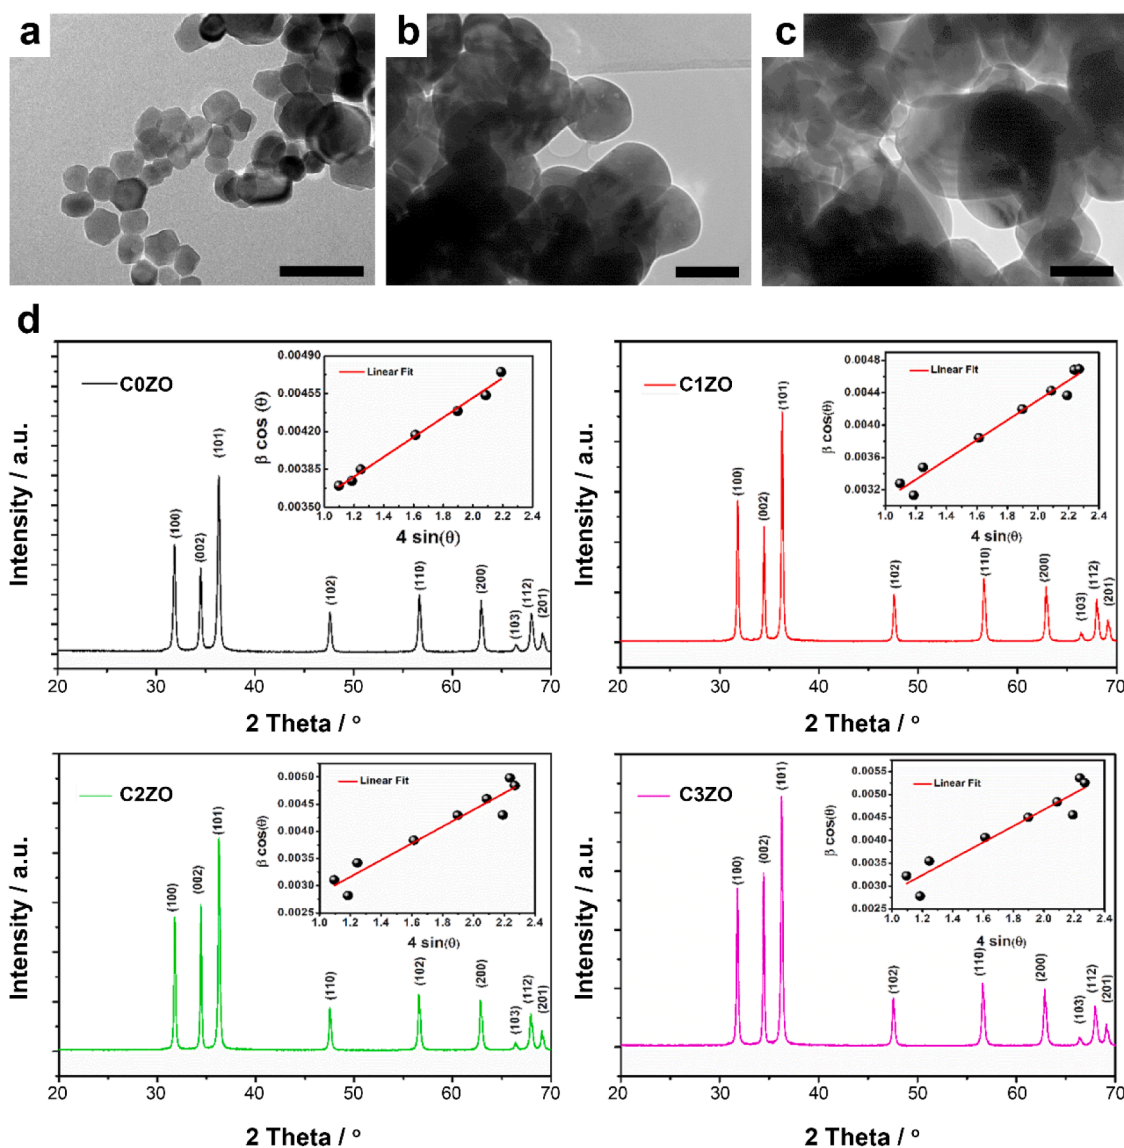 a
b
c
d
C0ZO
Linear Fit
β cos (θ)
0.00490
0.00455
0.00420
0.00385
0.00350
1.0 1.2 1.4 1.6 1.8 2.0 2.2 2.4
4 sin(θ)
(100)
(002)
(101)
(102)
(110)
(200)
(103)
(112)
(201)
Intensity / a.u.
20 30 40 50 60 70
2 Theta / °
C1ZO
Linear Fit
β cos(θ)
0.0048
0.0042
0.0036
0.0032
1.0 1.2 1.4 1.6 1.8 2.0 2.2 2.4
4 sin(θ)
(100)
(002)
(101)
(102)
(110)
(200)
(103)
(112)
(201)
Intensity / a.u.
20 30 40 50 60 70
2 Theta / °
C2ZO
Linear Fit
β cos(θ)
0.0050
0.0045
0.0040
0.0035
0.0030
0.0025
1.0 1.2 1.4 1.6 1.8 2.0 2.2 2.4
4 sin(θ)
(100)
(002)
(101)
(110)
(102)
(200)
(103)
(112)
(201)
Intensity / a.u.
20 30 40 50 60 70
2 Theta / °
C3ZO
Linear Fit
β cos(θ)
0.0055
0.0050
0.0045
0.0040
0.0035
0.0030
0.0025
1.0 1.2 1.4 1.6 1.8 2.0 2.2 2.4
4 sin(θ)
(100)
(002)
(101)
(102)
(110)
(200)
(103)
(112)
(201)
Intensity / a.u.
20 30 40 50 60 70
2 Theta / °